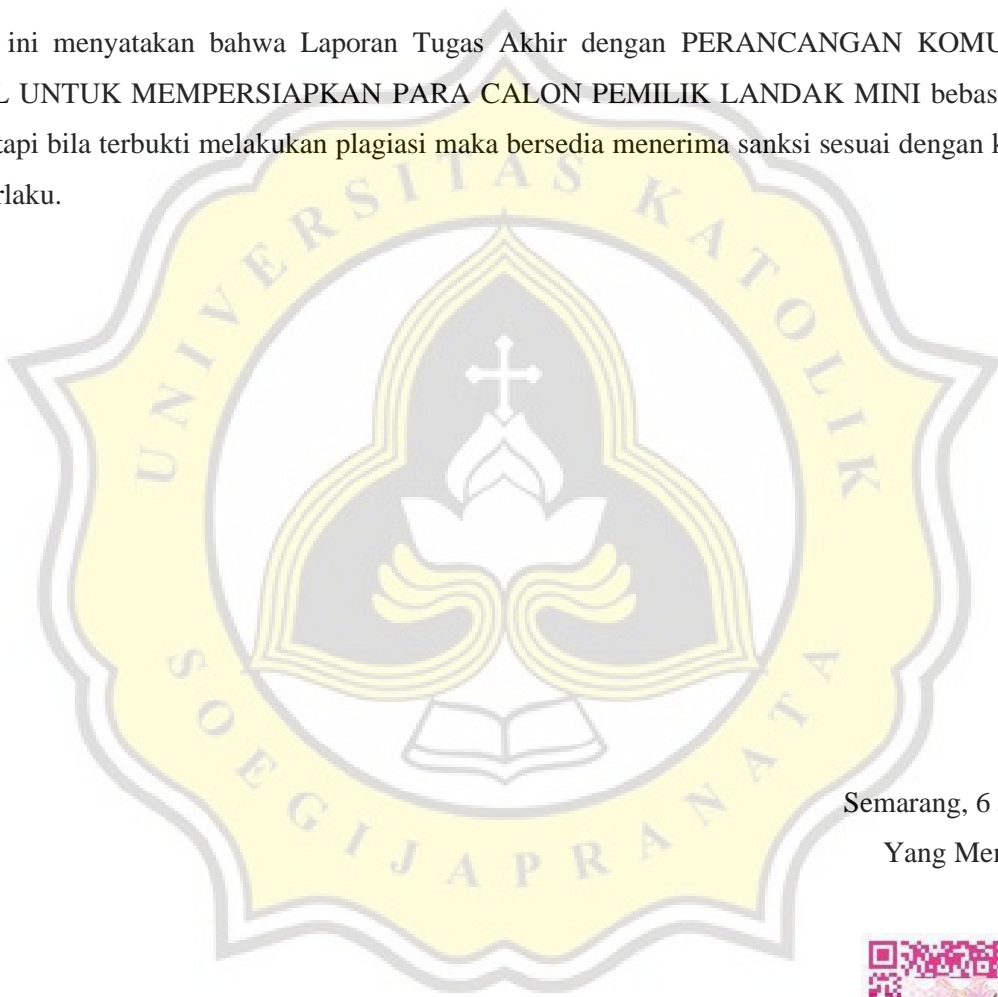 ini menyatakan bahwa Laporan Tugas Akhir dengan PERANCANGAN KOMU
L UNTUK MEMPERSIAPKAN PARA CALON PEMILIK LANDAK MINI bebas
tapi bila terbukti melakukan plagiasi maka bersedia menerima sanksi sesuai dengan k
rlaku.
UNIVERSITAS KATOLIK
SOEGIJAPRANATA
Semarang, 6
Yang Men